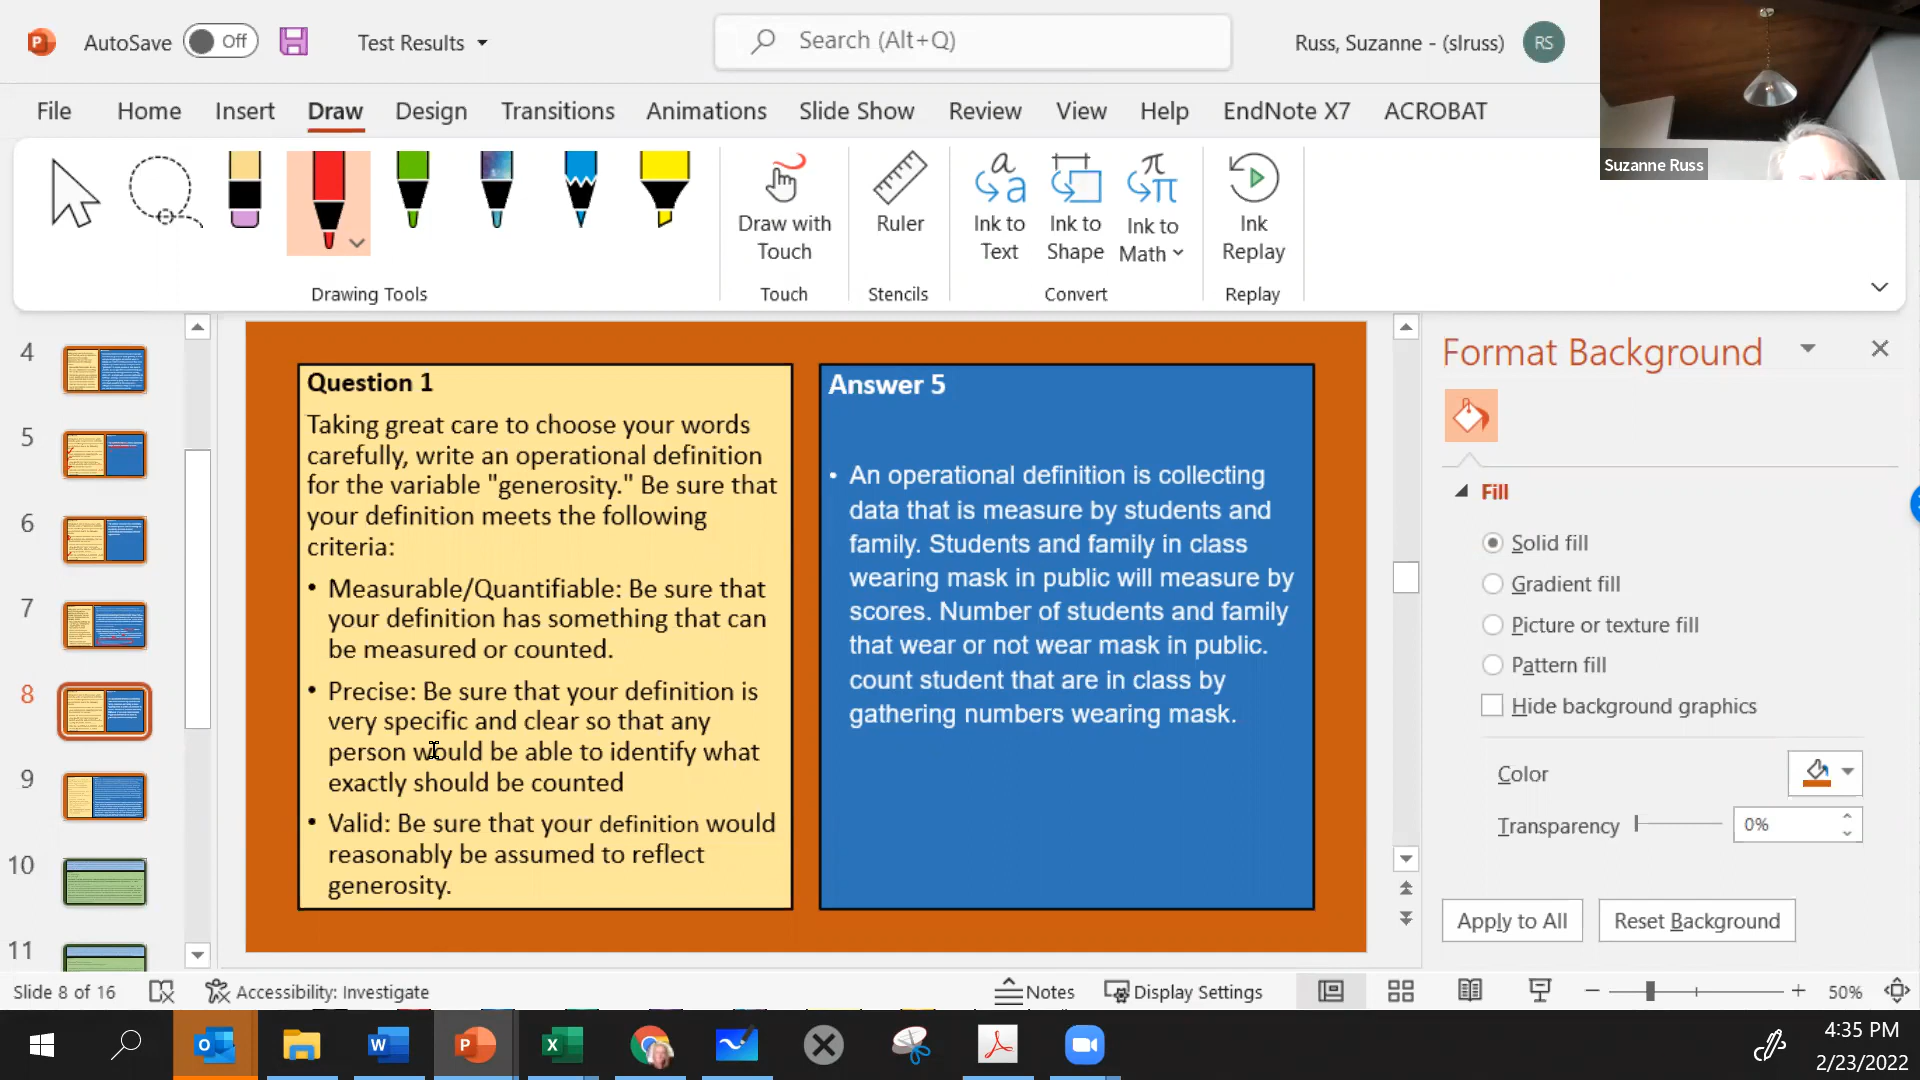 AutoSave Off Test Results Search (Alt+Q) Russ, Suzanne - (slruss) RS
File Home Insert Draw Design Transitions Animations Slide Show Review View Help EndNote X7 ACROBAT
Suzanne Russ
Draw with
Touch
Ruler
Ink to
Text
Ink to
Shape
Ink to
Math
Ink
Replay
Drawing Tools Touch Stencils Convert Replay
4
5
6
7
8
9
10
11
Question 1
Taking great care to choose your words
carefully, write an operational definition
for the variable "generosity." Be sure that
your definition meets the following
criteria:
• Measurable/Quantifiable: Be sure that
your definition has something that can
be measured or counted.
• Precise: Be sure that your definition is
very specific and clear so that any
person would be able to identify what
exactly should be counted
• Valid: Be sure that your definition would
reasonably be assumed to reflect
generosity.
Answer 5
• An operational definition is collecting
data that is measure by students and
family. Students and family in class
wearing mask in public will measure by
scores. Number of students and family
that wear or not wear mask in public.
count student that are in class by
gathering numbers wearing mask.
Format Background
Fill
Solid fill
Gradient fill
Picture or texture fill
Pattern fill
Hide background graphics
Color
Transparency 0%
Apply to All Reset Background
Slide 8 of 16 Accessibility: Investigate Notes Display Settings 50%
4:35 PM
2/23/2022